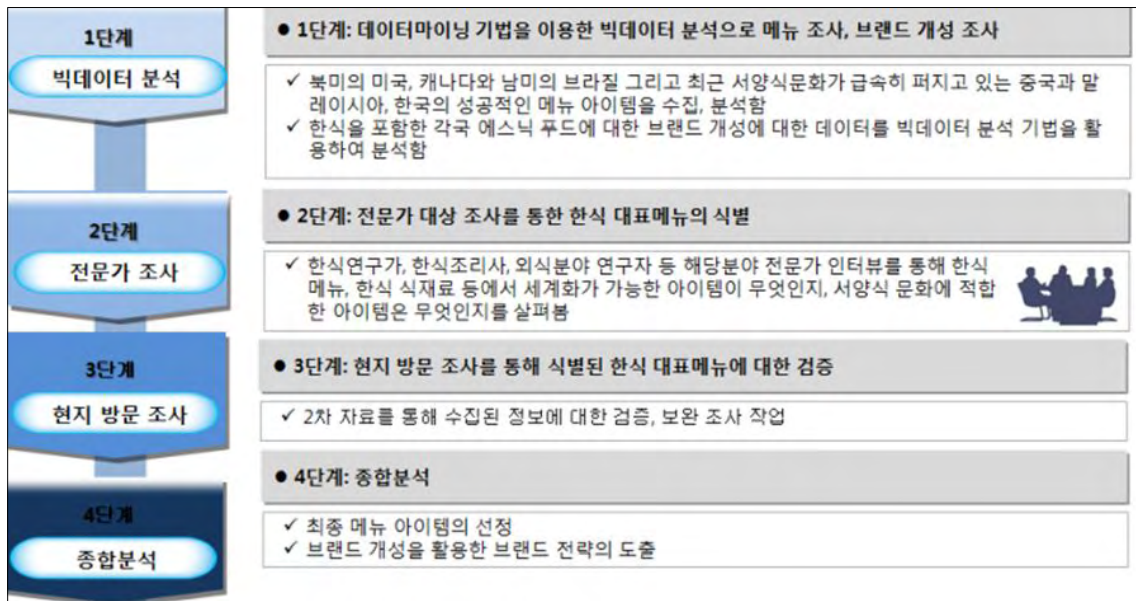 1단계
빅데이터 분석
● 1단계: 데이터마이닝 기법을 이용한 빅데이터 분석으로 메뉴 조사, 브랜드 개성 조사
✓ 북미의 미국, 캐나다와 남미의 브라질 그리고 최근 서양식문화가 급속히 퍼지고 있는 중국과 말
레이시아, 한국의 성공적인 메뉴 아이템을 수집, 분석함
✓ 한식을 포함한 각국 에스닉 푸드에 대한 브랜드 개성에 대한 데이터를 빅데이터 분석 기법을 활
용하여 분석함
2단계
전문가 조사
● 2단계: 전문가 대상 조사를 통한 한식 대표메뉴의 식별
✓ 한식연구가, 한식조리사, 외식분야 연구자 등 해당분야 전문가 인터뷰를 통해 한식
메뉴, 한식 식재료 등에서 세계화가 가능한 아이템이 무엇인지, 서양식 문화에 적합
한 아이템은 무엇인지를 살펴봄
3단계
현지 방문 조사
● 3단계: 현지 방문 조사를 통해 식별된 한식 대표메뉴에 대한 검증
✓ 2차 자료를 통해 수집된 정보에 대한 검증, 보완 조사 작업
4단계
종합분석
● 4단계: 종합분석
✓ 최종 메뉴 아이템의 선정
✓ 브랜드 개성을 활용한 브랜드 전략의 도출